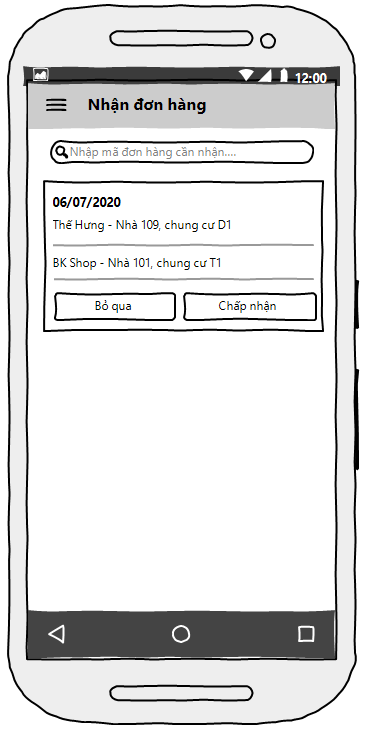 12:00
Nhận đơn hàng
Nhập mã đơn hàng cần nhận....
06/07/2020
Thế Hưng - Nhà 109, chung cư D1
BK Shop - Nhà 101, chung cư T1
Bỏ qua
Chấp nhận